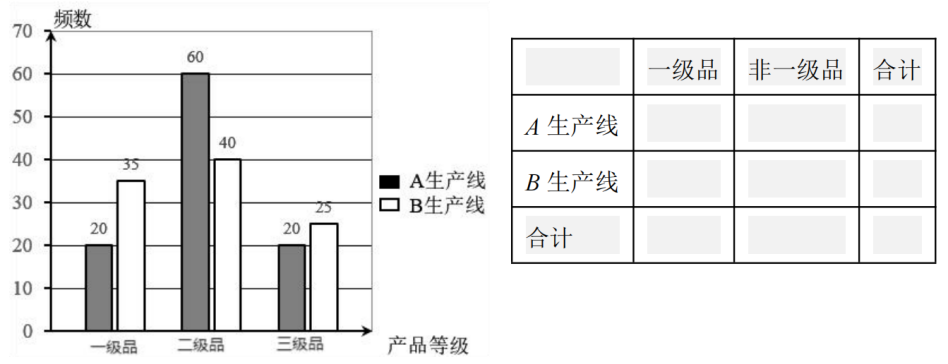 频数
70
60
50
40
30
20
10
0
20
35
60
40
20
25
一级品
二级品
三级品
产品等级
A生产线
B生产线
一级品 非一级品 合计
A 生产线
B 生产线
合计